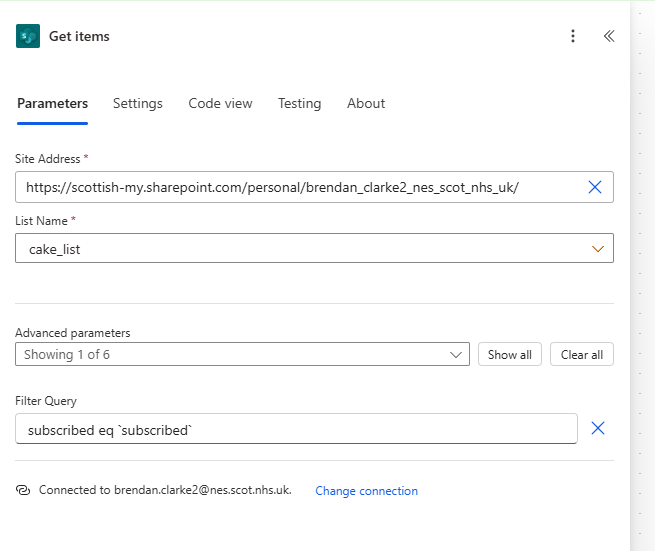 Get items
Parameters Settings Code view Testing About
Site Address *
https://scottish-my.sharepoint.com/personal/brendan_clarke2_nes_scot_nhs_uk/
List Name *
cake_list
Advanced parameters
Showing 1 of 6
Show all
Clear all
Filter Query
subscribed eq `subscribed`
Connected to brendan.clarke2@nes.scot.nhs.uk. Change connection